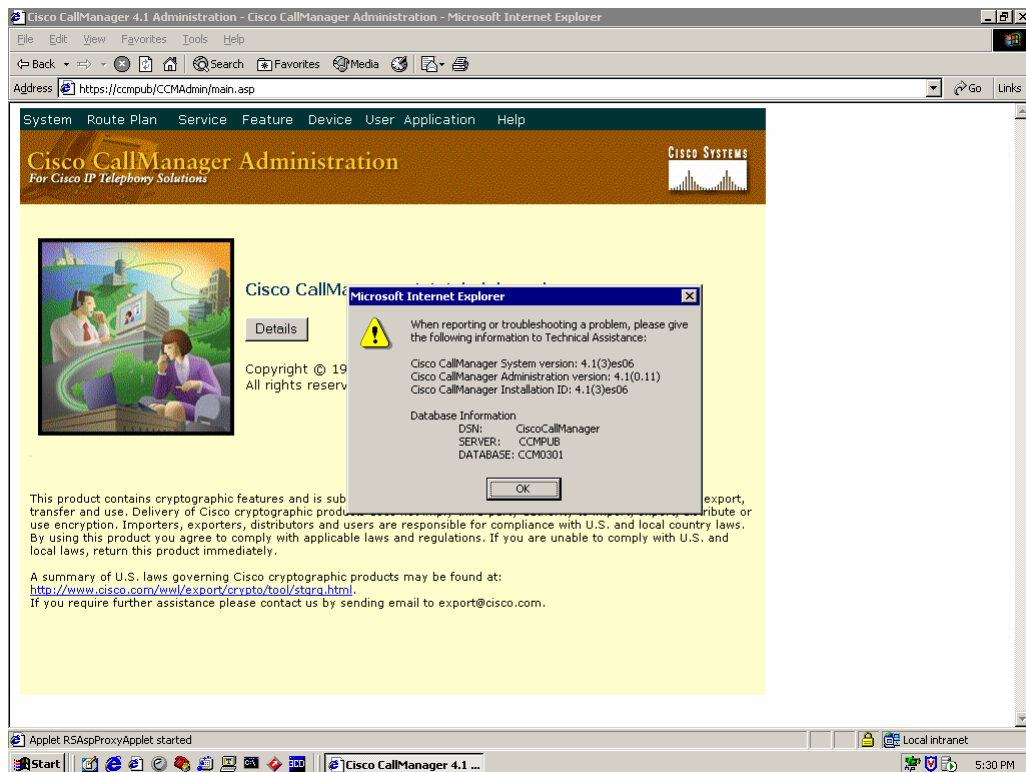 Cisco CallManager 4.1 Administration - Cisco CallManager Administration - Microsoft Internet Explorer
File Edit View Favorites Tools Help
Back Search Favorites Media
Address https://ccmpub/CCMAdmin/main.asp Go Links
System Route Plan Service Feature Device User Application Help
Cisco CallManager Administration
For Cisco IP Telephony Solutions
CISCO SYSTEMS
Cisco CallMa
Details
Copyright © 19
All rights reserv
Microsoft Internet Explorer
When reporting or troubleshooting a problem, please give
the following information to Technical Assistance:
Cisco CallManager System version: 4.1(3)es06
Cisco CallManager Administration version: 4.1(0.11)
Cisco CallManager Installation ID: 4.1(3)es06
Database Information
DSN: CiscoCallManager
SERVER: CCMPUB
DATABASE: CCM0301
OK
This product contains cryptographic features and is sub export,
transfer and use. Delivery of Cisco cryptographic produ
use encryption. Importers, exporters, distributors and users are responsible for compliance with U.S. and local country laws.
By using this product you agree to comply with applicable laws and regulations. If you are unable to comply with U.S. and
local laws, return this product immediately.
A summary of U.S. laws governing Cisco cryptographic products may be found at:
http://www.cisco.com/wwl/export/crypto/tool/stqrg.html.
If you require further assistance please contact us by sending email to export@cisco.com.
Applet RSAspProxyApplet started
Local intranet
Start
Cisco CallManager 4.1 ...
5:30 PM